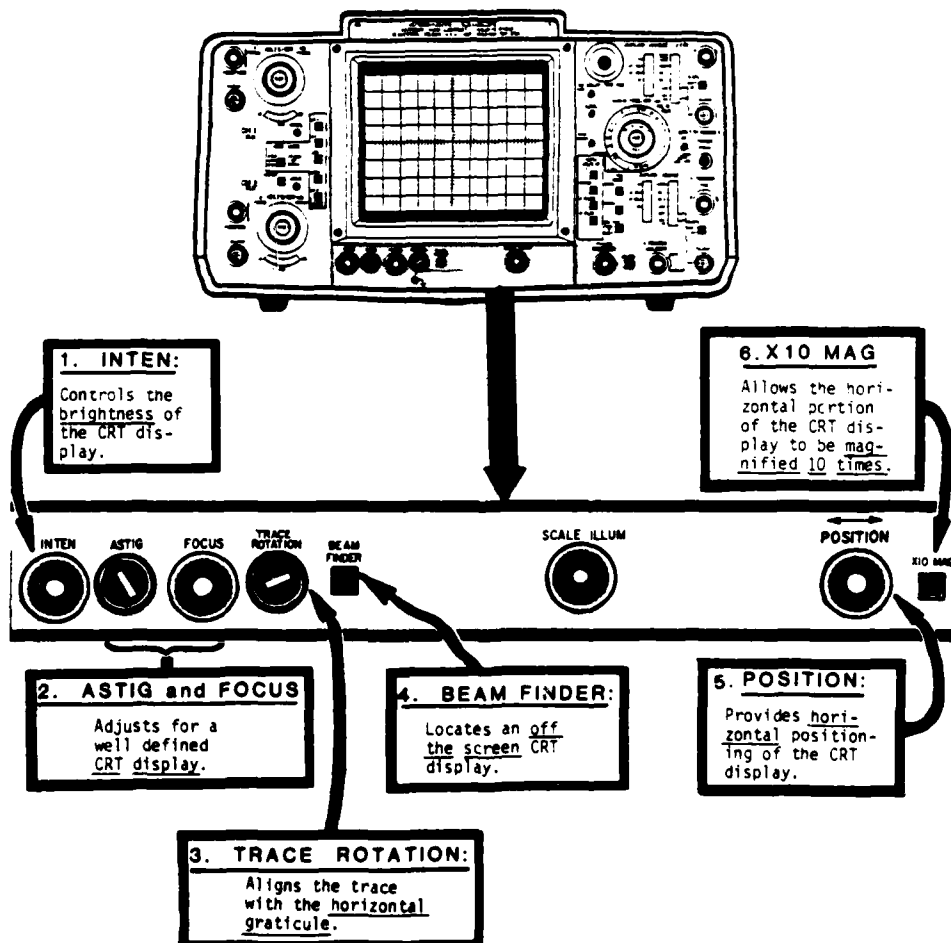 1. INTEN:
Controls the
brightness of
the CRT dis-
play.
6. X10 MAG
Allows the hori-
zontal portion
of the CRT dis-
play to be mag-
nified 10 times.
INTEN
ASTIG
FOCUS
TRACE
ROTATION
BEAM
FINDER
SCALE ILLUM
POSITION
X10 MAG
2. ASTIG and FOCUS
Adjusts for a
well defined
CRT display.
4. BEAM FINDER:
Locates an off
the screen CRT
display.
5. POSITION:
Provides hori-
zontal position-
ing of the CRT
display.
3. TRACE ROTATION:
Aligns the trace
with the horizontal
graticule.